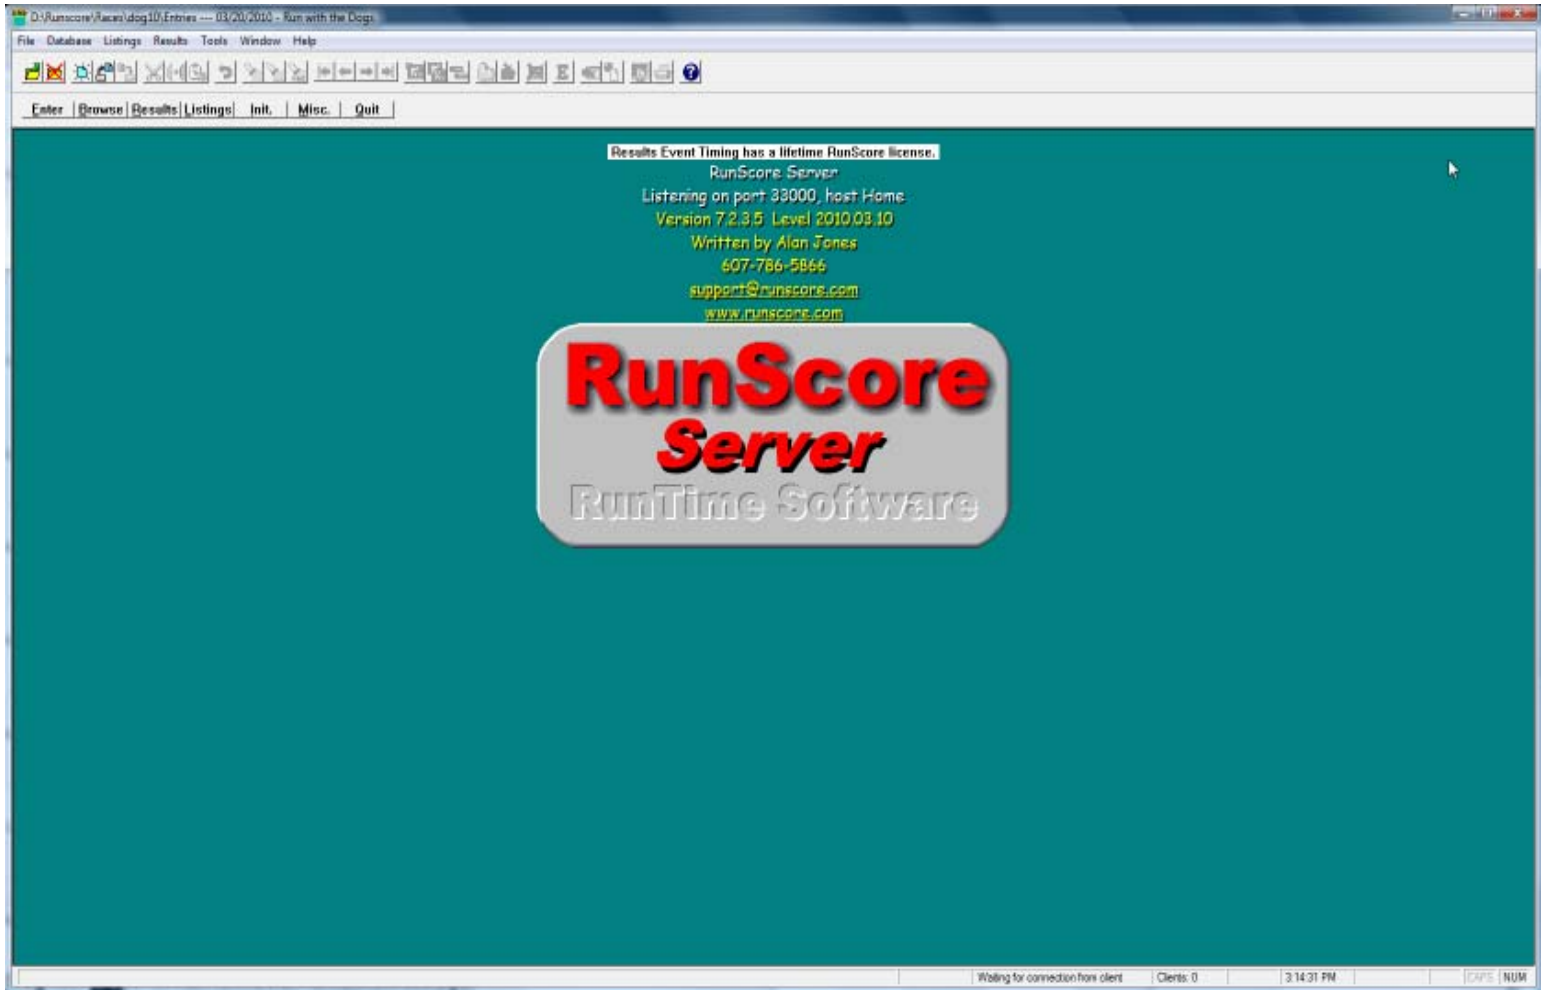 D:\Runscore\Races\dog10\Entries --- 03/20/2010 - Run with the Dogs
File Database Listings Results Tools Window Help
Enter Browse Results Listings Init. Misc. Quit
Results Event Timing has a lifetime RunScore license.
RunScore Server
Listening on port 33000, host Home
Version 7.2.3.5 Level 2010.03.10
Written by Alan Jones
607-786-5866
support@runscore.com
www.runscore.com
RunScore
Server
RunTime Software
Waiting for connection from client Clients: 0 3:14:31 PM CAPS NUM